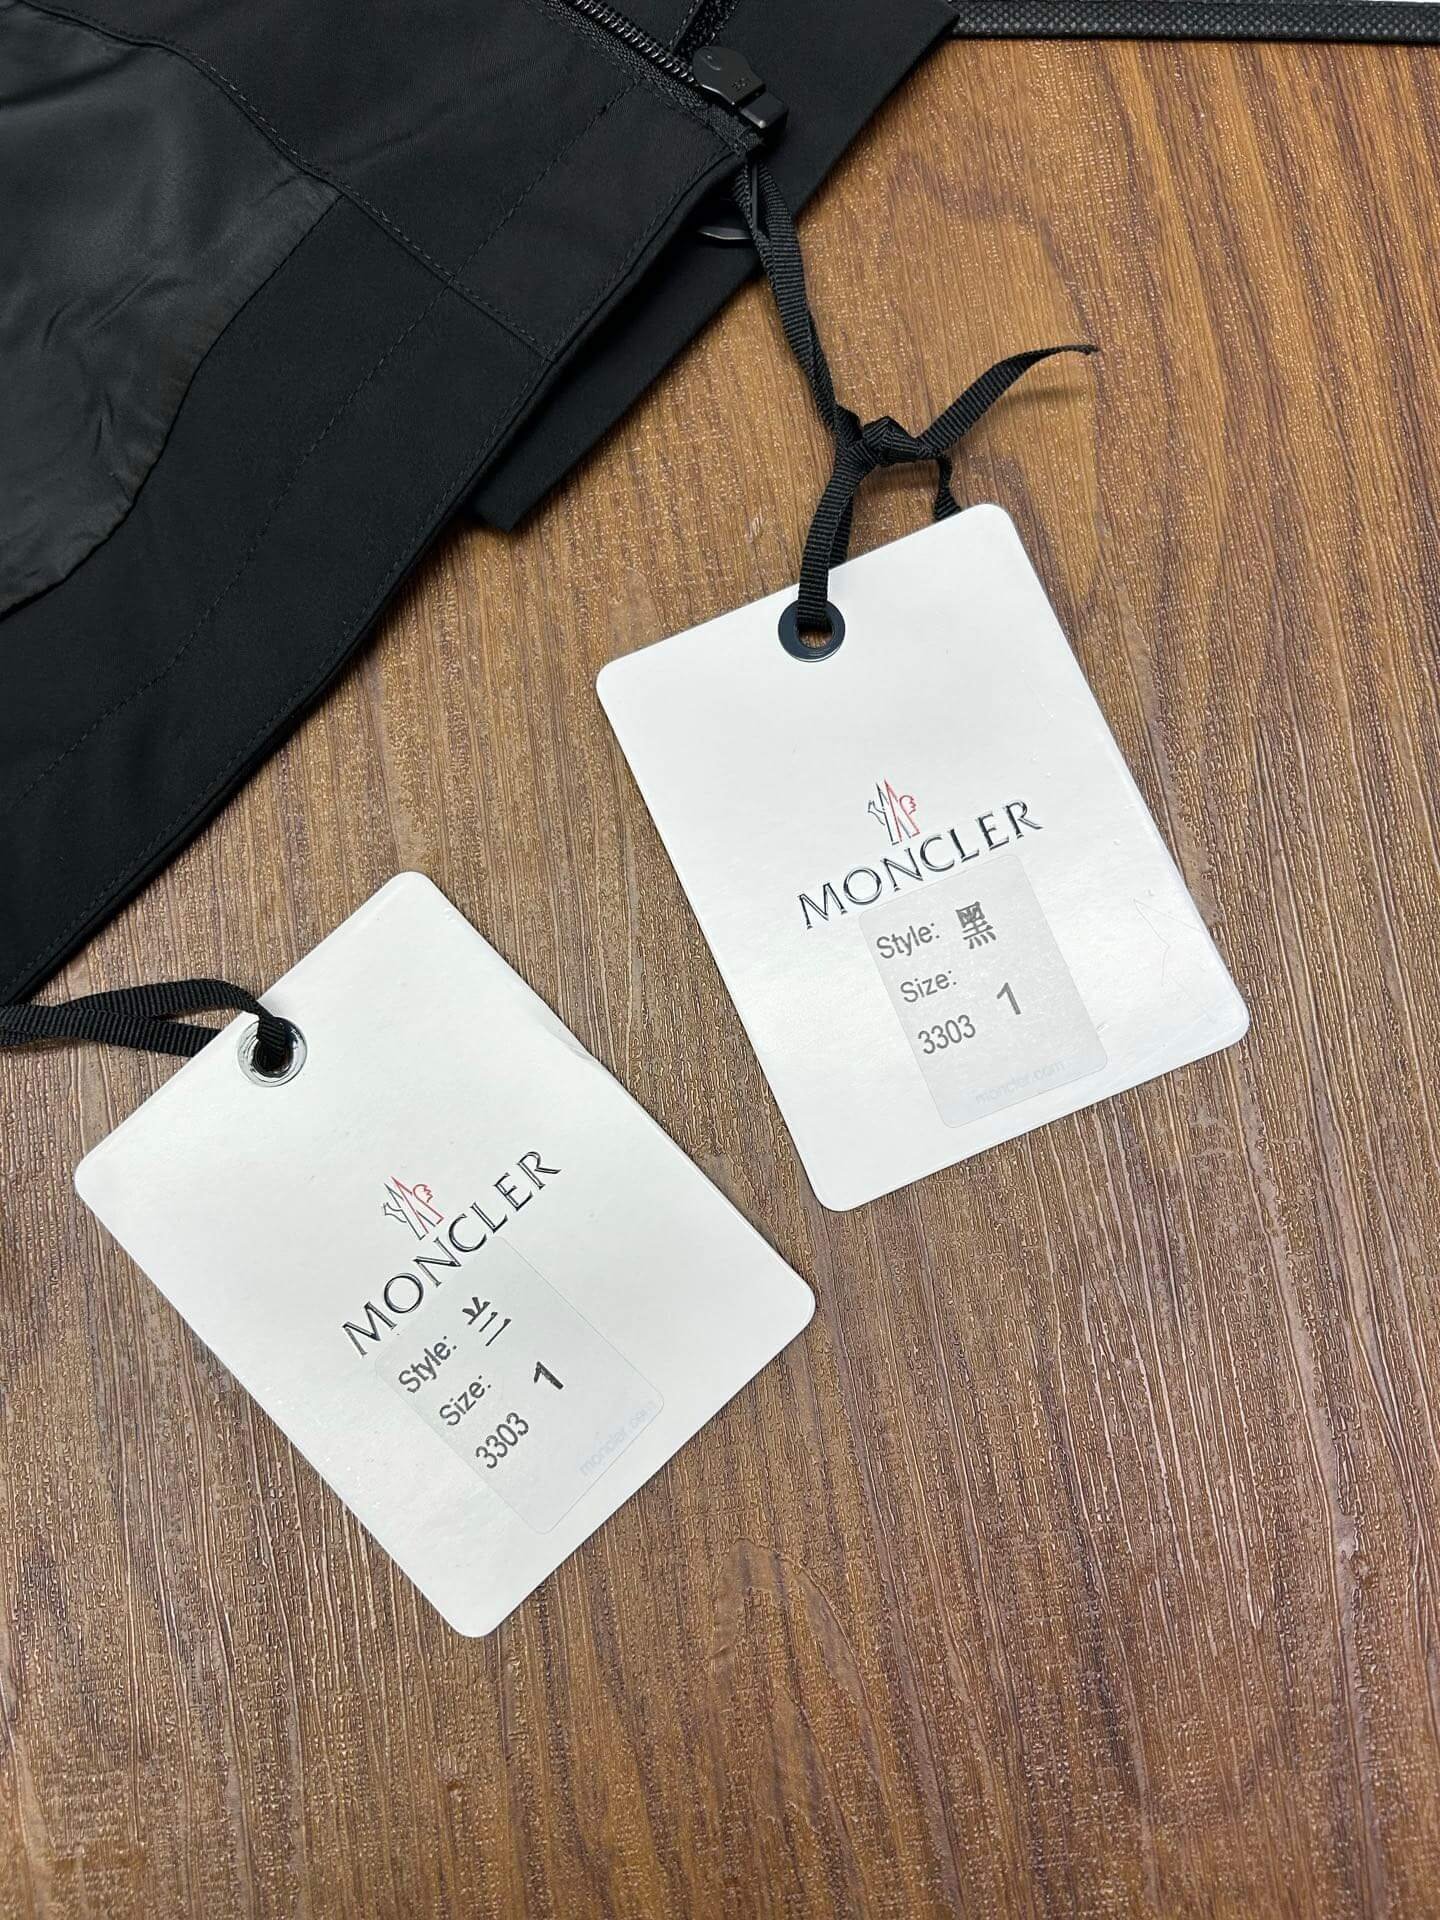 MONCLER
Style: 黑
Size: 1
3303
moncler.com
MONCLER
Style: 兰
Size: 1
3303
moncler.com